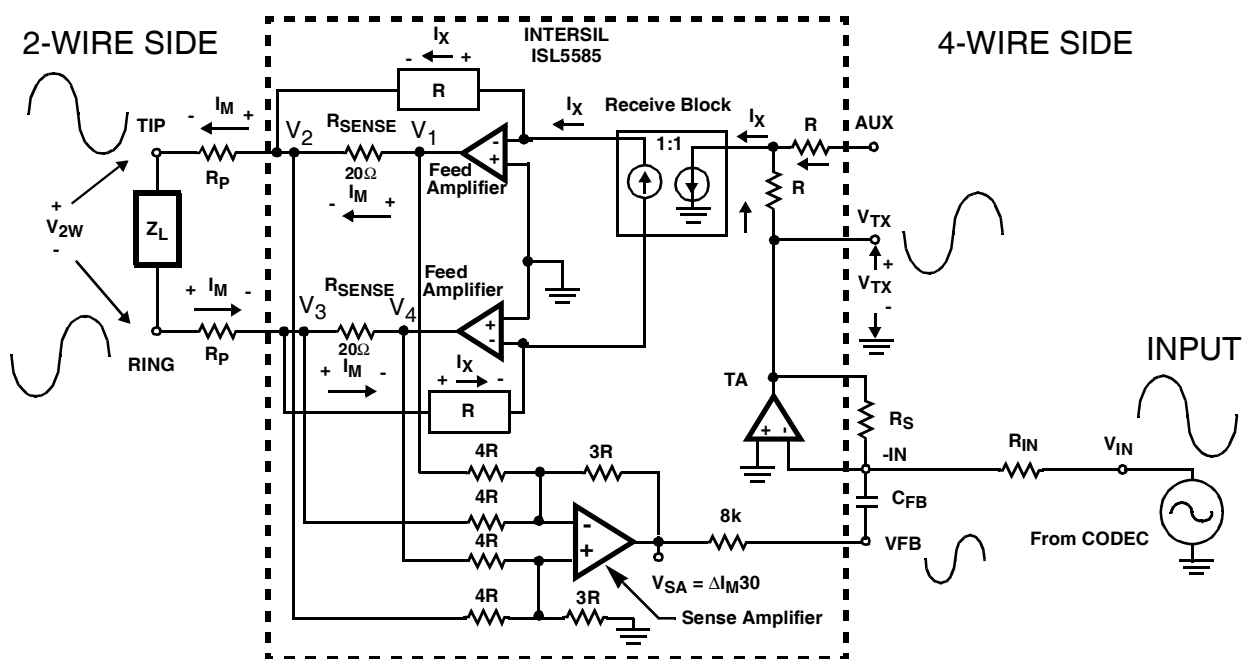 2-WIRE SIDE
INTERSIL
ISL5585
4-WIRE SIDE
IX
- +
R
IM
- +
TIP
RP
V2
RSENSE
20Ω
IM
- +
V1
Feed
Amplifier
-
+
IX
Receive Block
1:1
IX
R
AUX
R
VTX
+
VTX
-
+
V2W
-
ZL
+ IM -
RP
RING
V3
RSENSE
20Ω
+ IM -
V4
Feed
Amplifier
+
-
IX
+ -
R
TA
+ -
RS
-IN
INPUT
RIN
VIN
CFB
VFB
From CODEC
4R
3R
4R
4R
4R
3R
-
+
8k
VSA = ΔIM30
Sense Amplifier